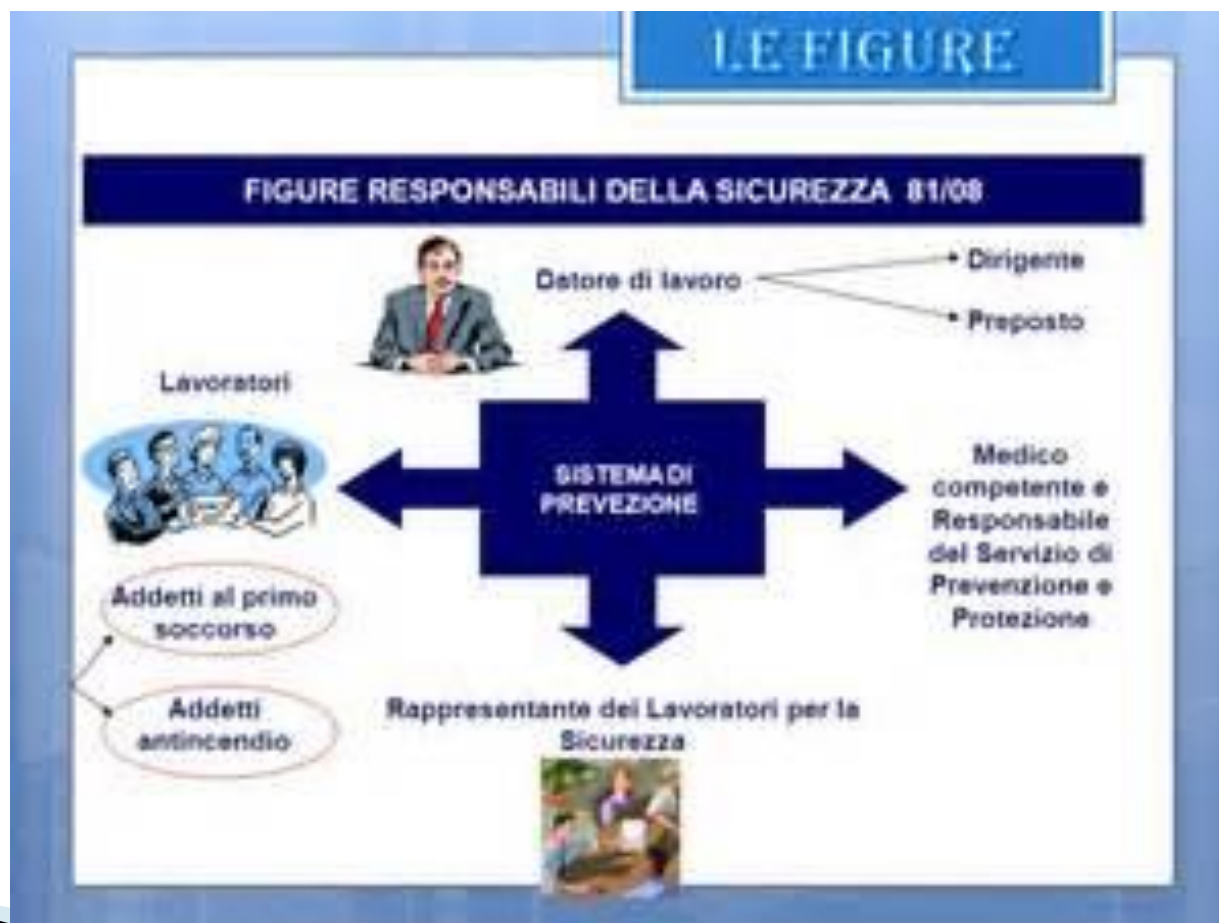 LE FIGURE
FIGURE RESPONSABILI DELLA SICUREZZA 81/08
Datore di lavoro
Dirigente
Preposto
Lavoratori
SISTEMA DI
PREVEZIONE
Medico
competente e
Responsabile
del Servizio di
Prevenzione e
Protezione
Addetti al primo
soccorso
Addetti
antincendio
Rappresentante dei Lavoratori per la
Sicurezza